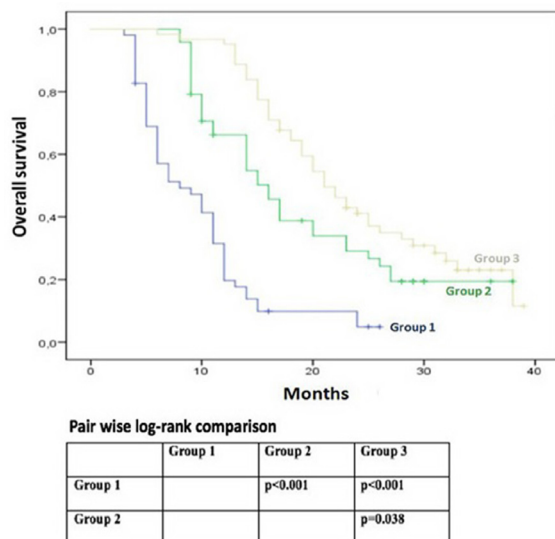 Overall survival
1,0
0,8
0,6
0,4
0,2
0,0
Group 3
Group 2
Group 1
0 10 20 30 40
Months
Pair wise log-rank comparison
Group 1 Group 2 Group 3
Group 1 p<0.001 p<0.001
Group 2 p=0.038